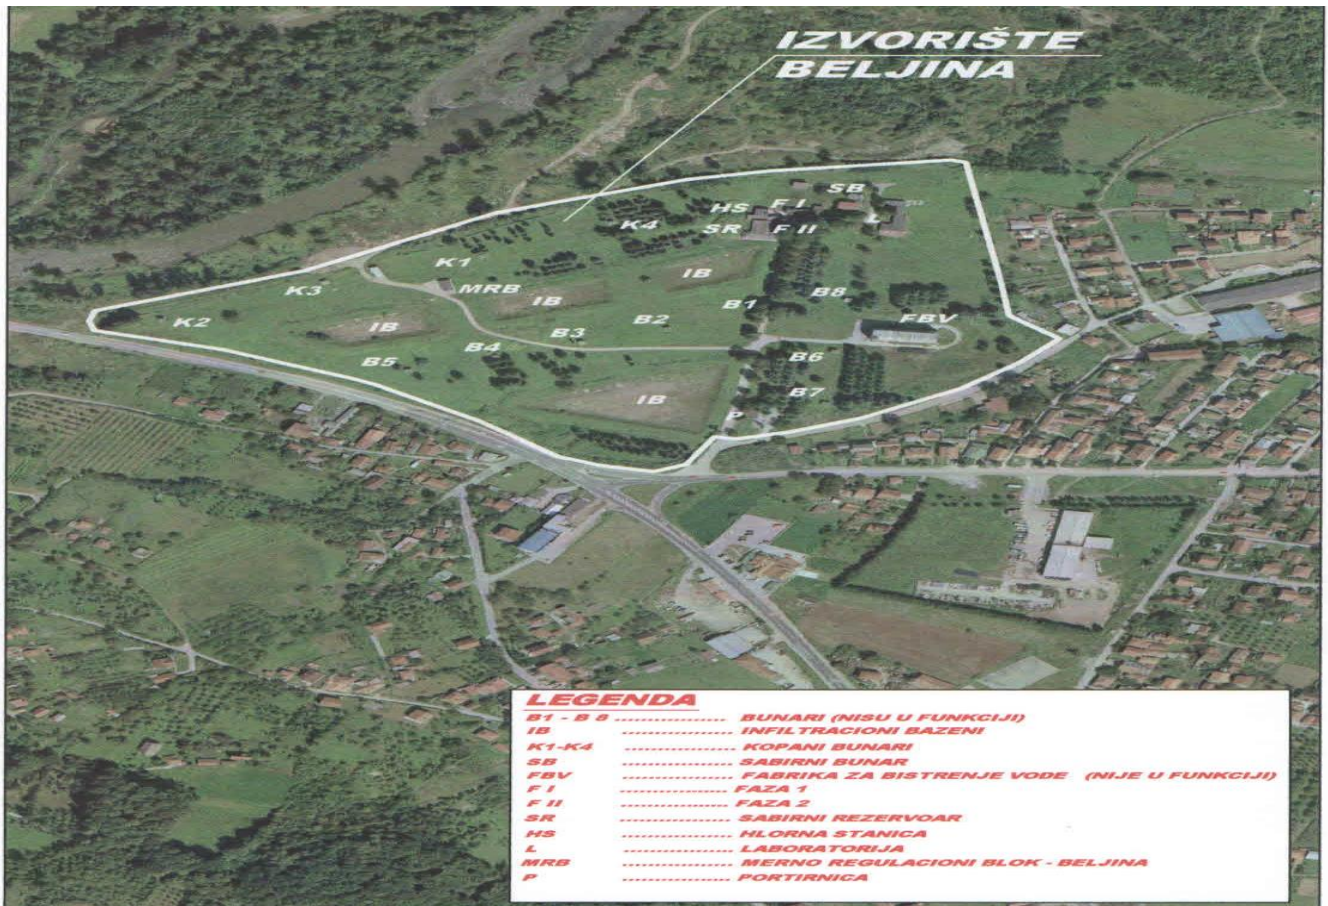 IZVORIŠTE
BELJINA
SB
HS F I
K4 L
SR F II
K1
IB
K3 MRB B8
IB B1
K2 IB B2 FBV
B3
B4 B6
B5
B7
IB
P
LEGENDA
B1 - B 8 ................. BUNARI (NISU U FUNKCIJI)
IB ................. INFILTRACIONI BAZENI
K1-K4 ................. KOPANI BUNARI
SB ................. SABIRNI BUNAR
FBV ................. FABRIKA ZA BISTRENJE VODE (NIJE U FUNKCIJI)
F I ................. FAZA 1
F II ................. FAZA 2
SR ................. SABIRNI REZERVOAR
HS ................. HLORNA STANICA
L ................. LABORATORIJA
MRB ................. MERNO REGULACIONI BLOK - BELJINA
P ................. PORTIRNICA